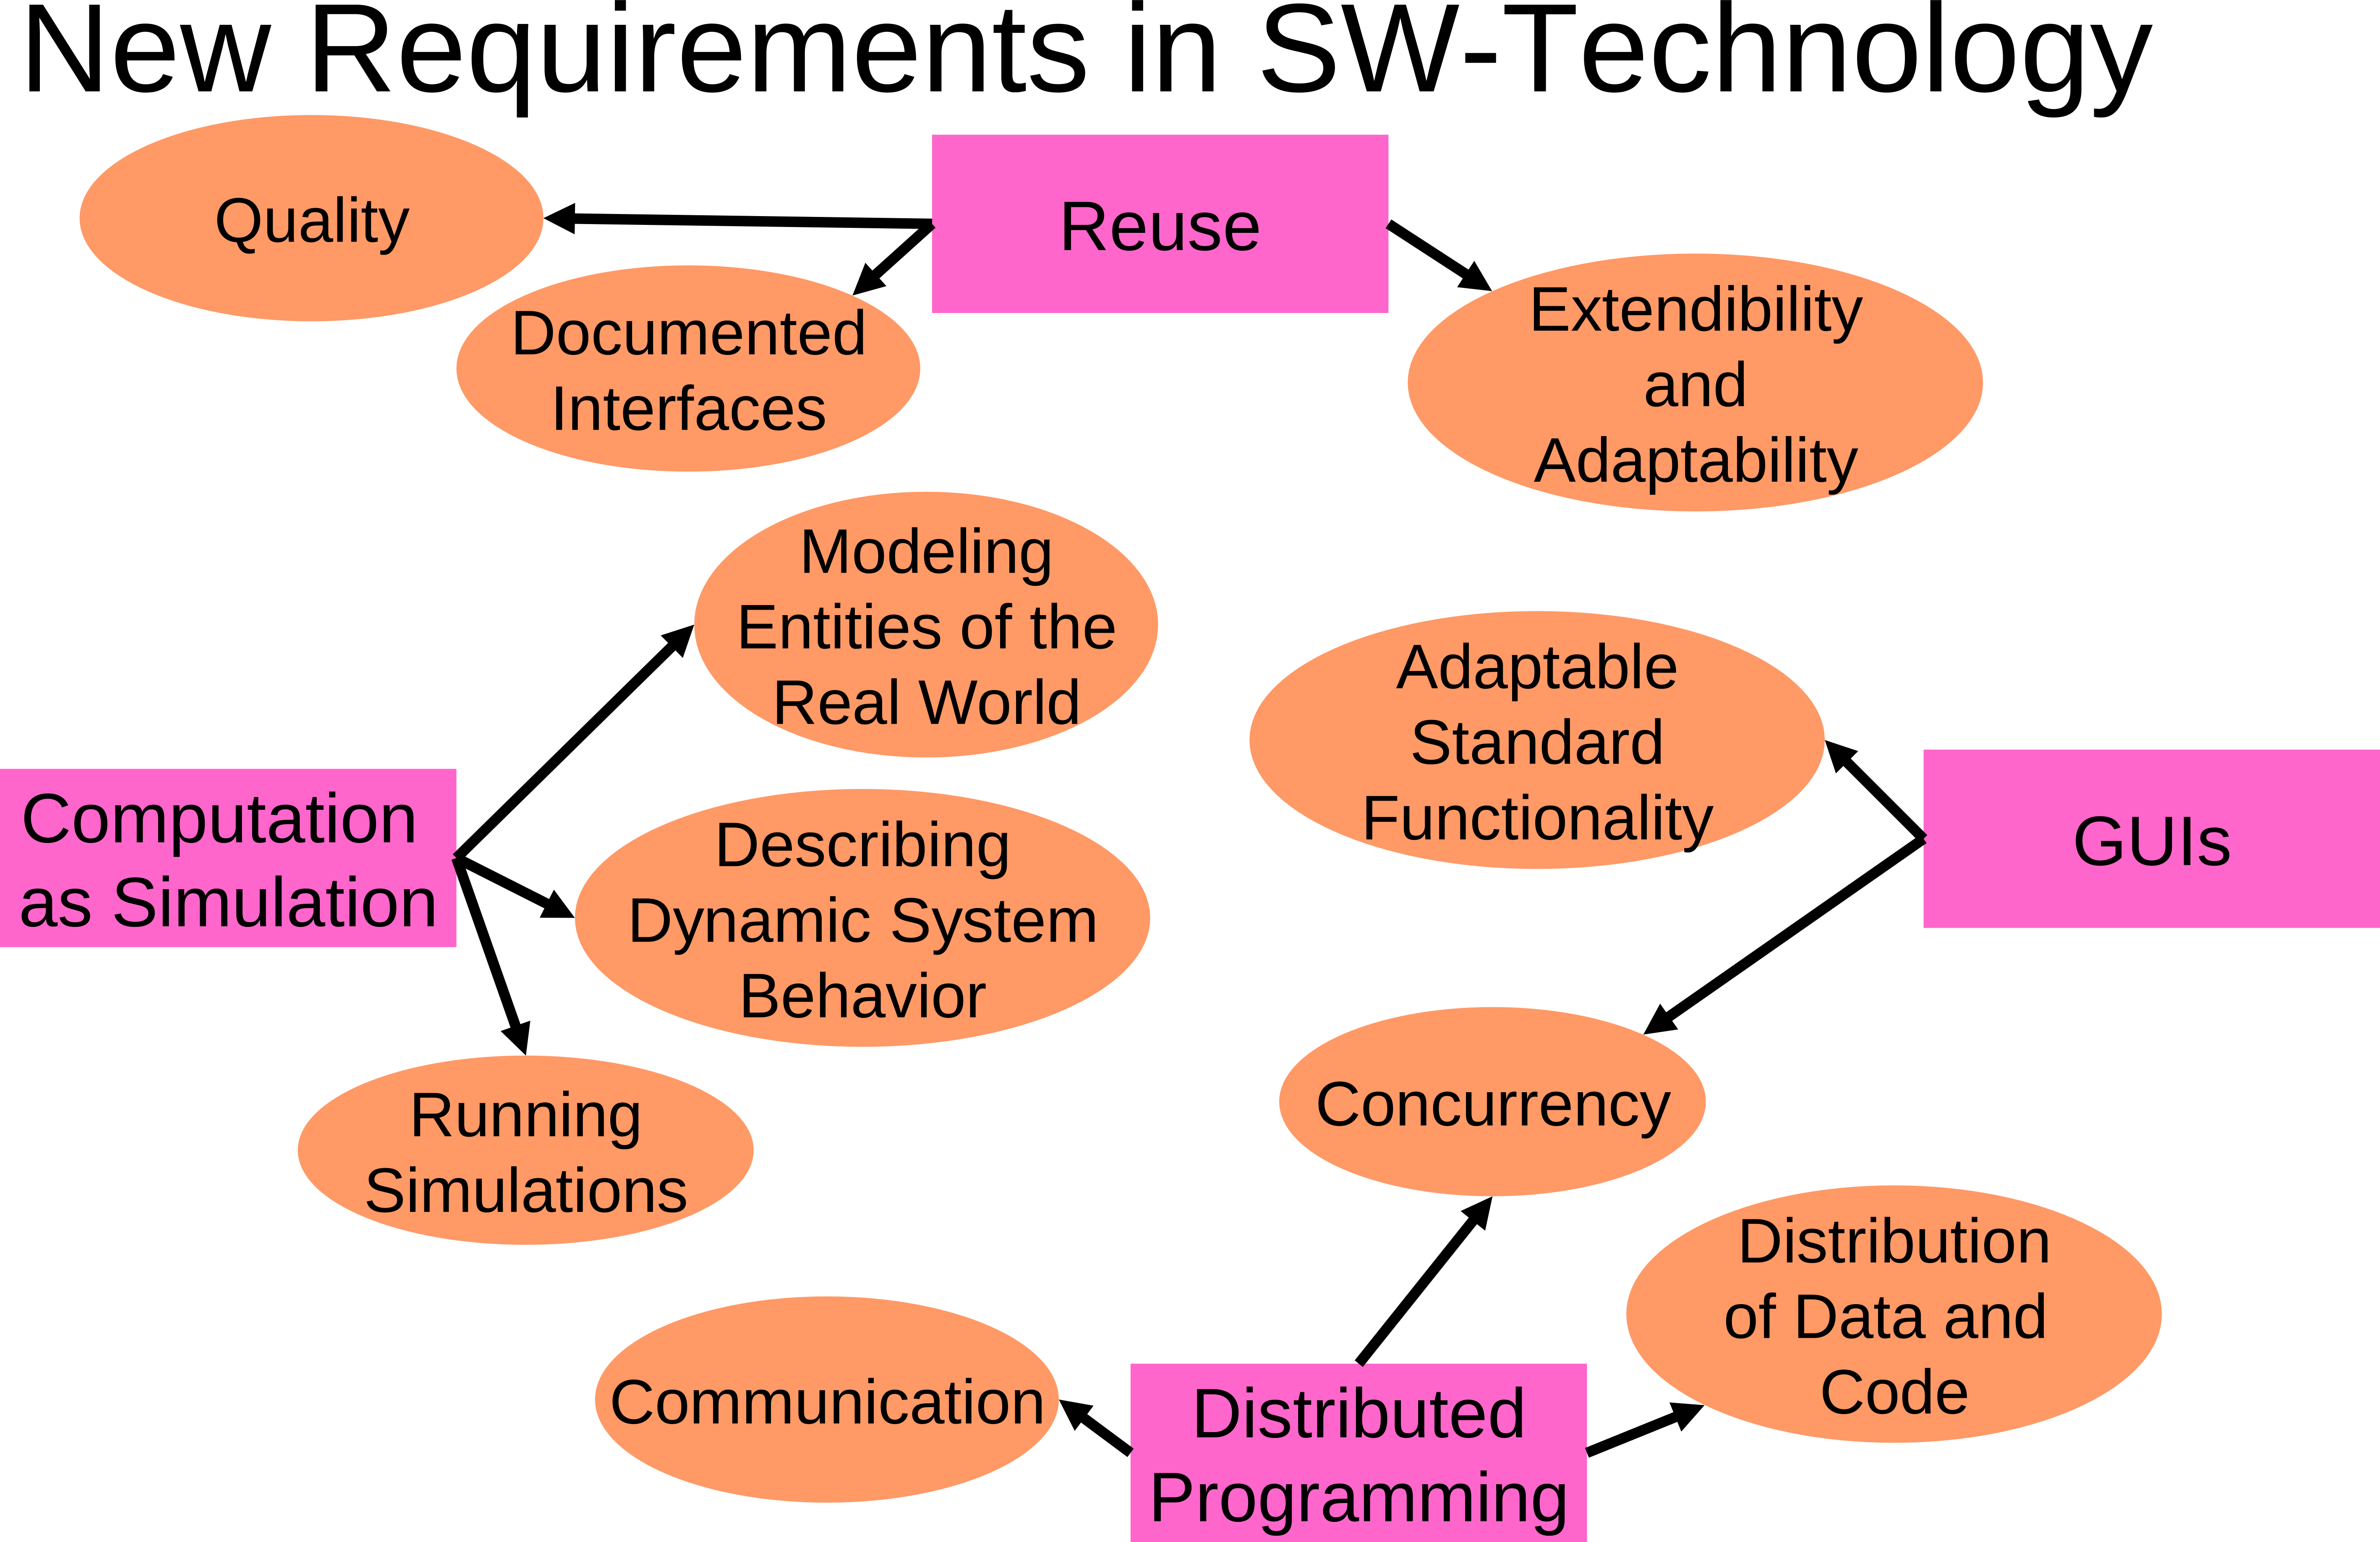 New Requirements in SW-Technology
Quality
Reuse
Documented
Interfaces
Extendibility
and
Adaptability
Modeling
Entities of the
Real World
Adaptable
Standard
Functionality
Computation
as Simulation
Describing
Dynamic System
Behavior
GUIs
Running
Simulations
Concurrency
Distribution
of Data and
Code
Communication
Distributed
Programming